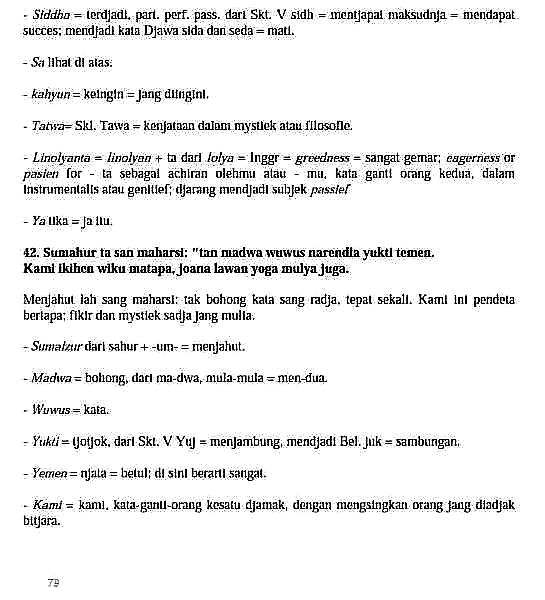 - Siddha = terdjadi, part. perf. pass. dari Skt. V sidh = mentjapai maksudnja = mendapat
succes; mendjadi kata Djawa sida dan seda = mati.
- Sa lihat di atas.
- kahyun = keingin = jang diingini.
- Tatwa= Skt. Tawa = kenjataan dalam mystiek atau filosofie.
- Linolyanta = linolyan + ta dari lolya = Inggr = greedness = sangat gemar; eagerness or
pasien for - ta sebagai achiran olehmu atau - mu, kata ganti orang kedua, dalam
instrumentalis atau genitief; djarang mendjadi subjek passief
- Ya tika = ja itu.
42. Sumahur ta san maharsi: "tan madwa wuwus narendia yukti temen.
Kami ikihen wiku matapa, joana lawan yoga mulya juga.
Menjahut lah sang maharsi: tak bohong kata sang radja, tepat sekali. Kami ini pendeta
bertapa; fikir dan mystiek sadja jang mulia.
- Sumalzur dari sahur + -um- = menjahut.
- Madwa = bohong, dari ma-dwa, mula-mula = men-dua.
- Wuwus = kata.
- Yukti = tjotjok, dari Skt. V Yuj = menjambung, mendjadi Bel. juk = sambungan.
- Yemen = njata = betul; di sini berarti sangat.
- Kami = kami, kata-ganti-orang kesatu djamak, dengan mengsingkan orang jang diadjak
bitjara.
79